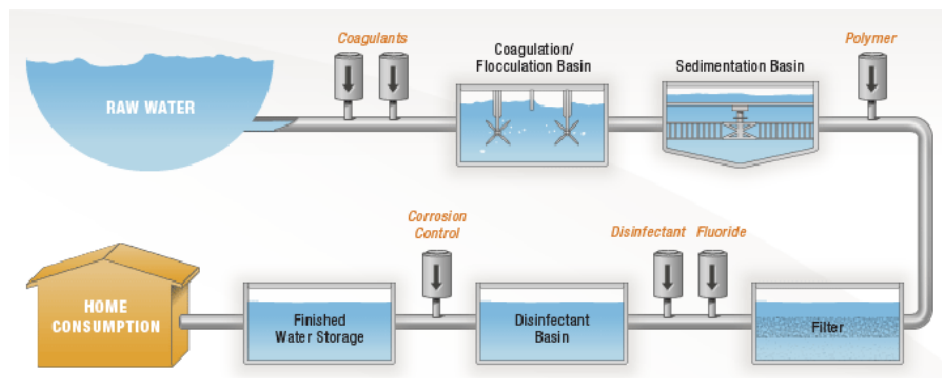 Coagulants
Coagulation/
Flocculation Basin
Sedimentation Basin
Polymer
RAW WATER
Corrosion
Control
Disinfectant
Fluoride
HOME
CONSUMPTION
Finished
Water Storage
Disinfectant
Basin
Filter